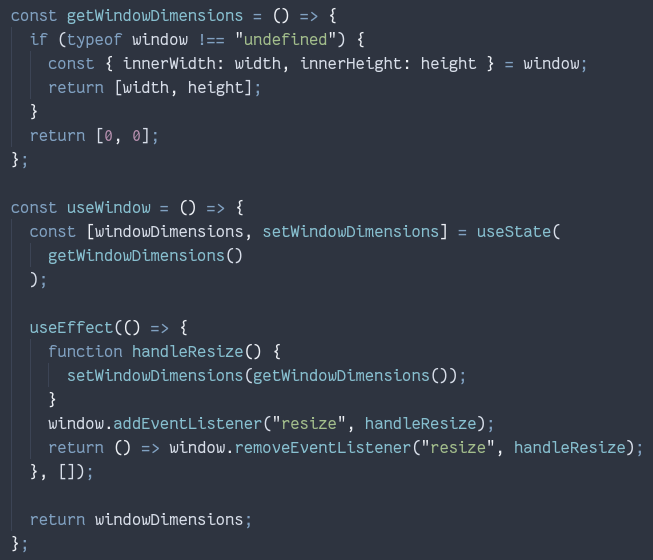 const getWindowDimensions = () => {
  if (typeof window !== "undefined") {
    const { innerWidth: width, innerHeight: height } = window;
    return [width, height];
  }
  return [0, 0];
};

const useWindow = () => {
  const [windowDimensions, setWindowDimensions] = useState(
    getWindowDimensions()
  );

  useEffect(() => {
    function handleResize() {
      setWindowDimensions(getWindowDimensions());
    }
    window.addEventListener("resize", handleResize);
    return () => window.removeEventListener("resize", handleResize);
  }, []);

  return windowDimensions;
};